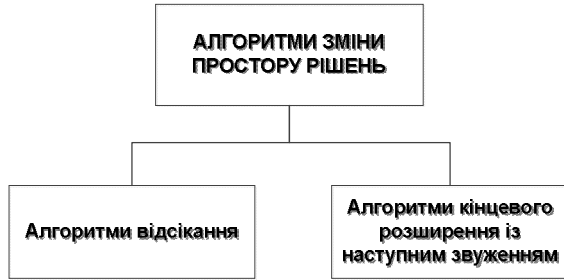 АЛГОРИТМИ ЗМІНИ
ПРОСТОРУ РІШЕНЬ
Алгоритми відсікання
Алгоритми кінцевого
розширення із
наступним звуженням